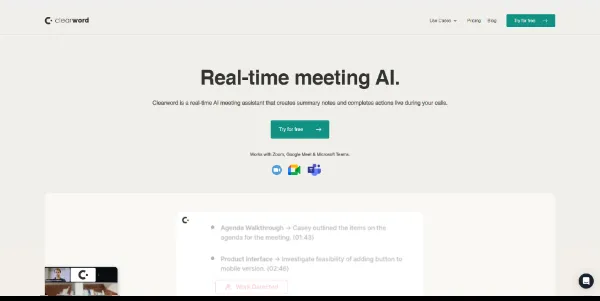 clearword
Use Cases
Pricing
Blog
Try for free →
Real-time meeting AI.
Clearword is a real-time AI meeting assistant that creates summary notes and completes actions live during your calls.
Try for free →
Works with Zoom, Google Meet & Microsoft Teams.
Agenda Walkthrough → Casey outlined the items on the
agenda for the meeting. (01:43)
Product Interface → Investigate feasibility of adding button to
mobile version. (02:46)